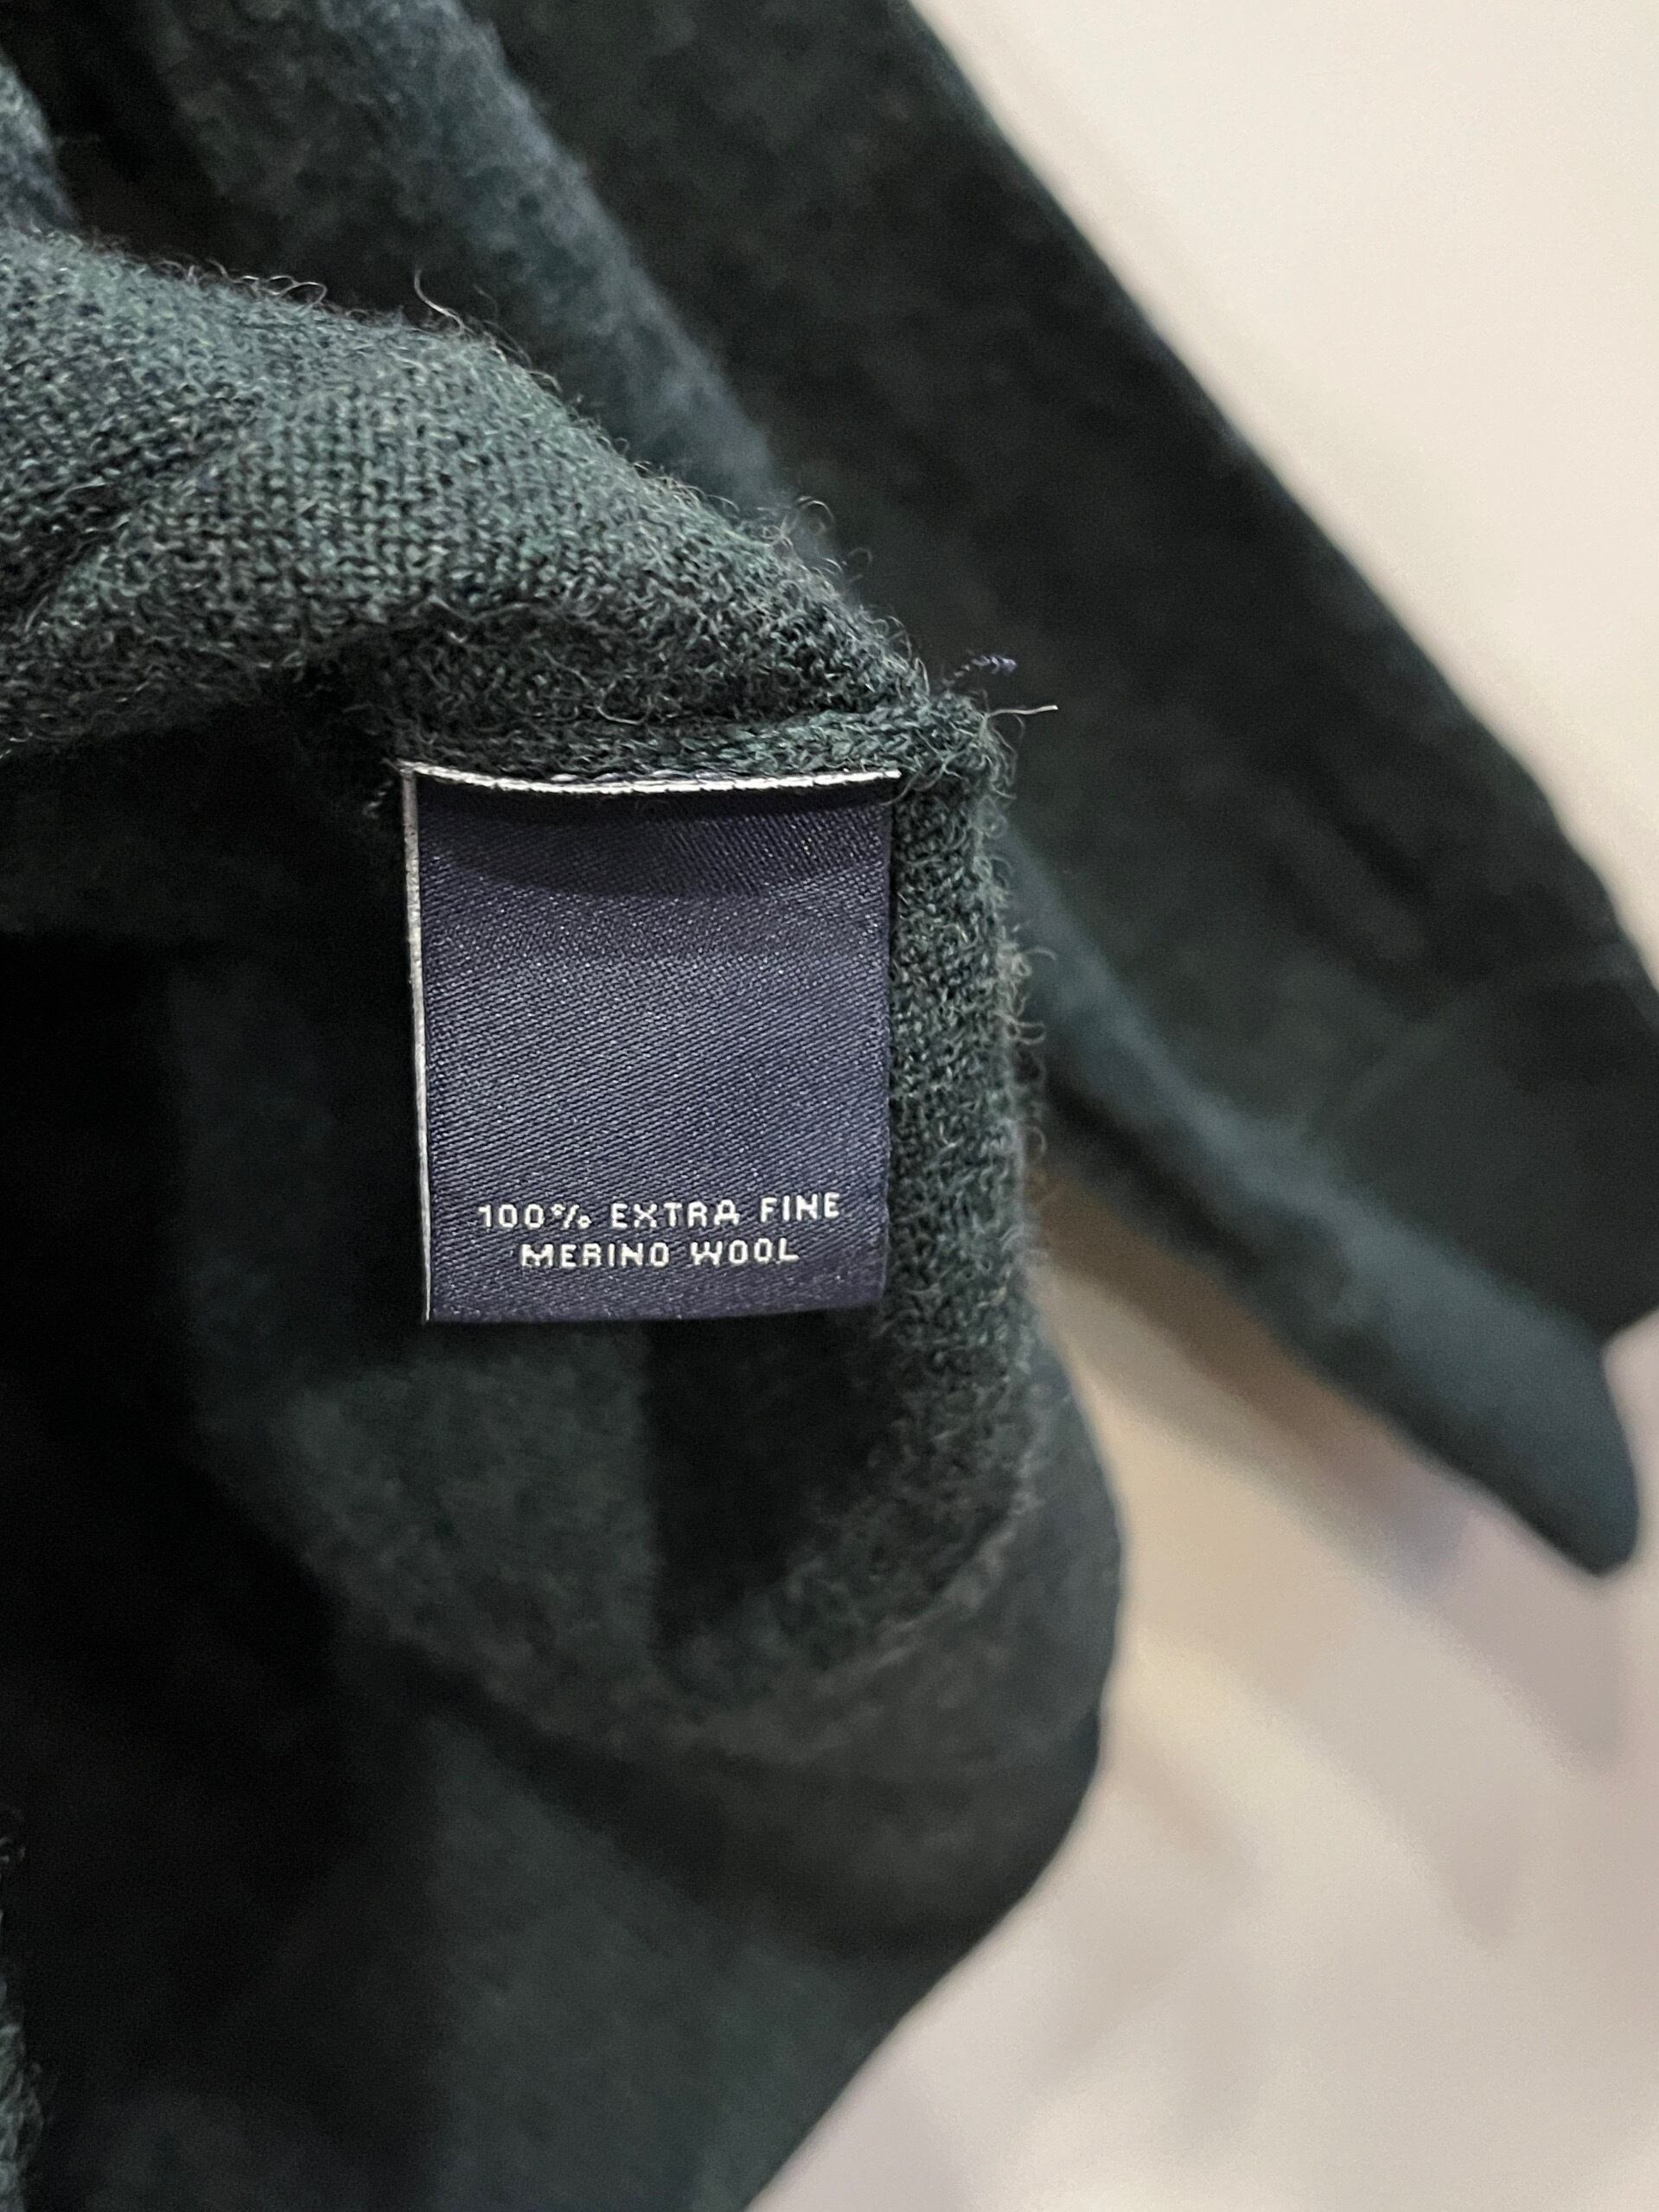 100% EXTRA FINE
MERINO WOOL